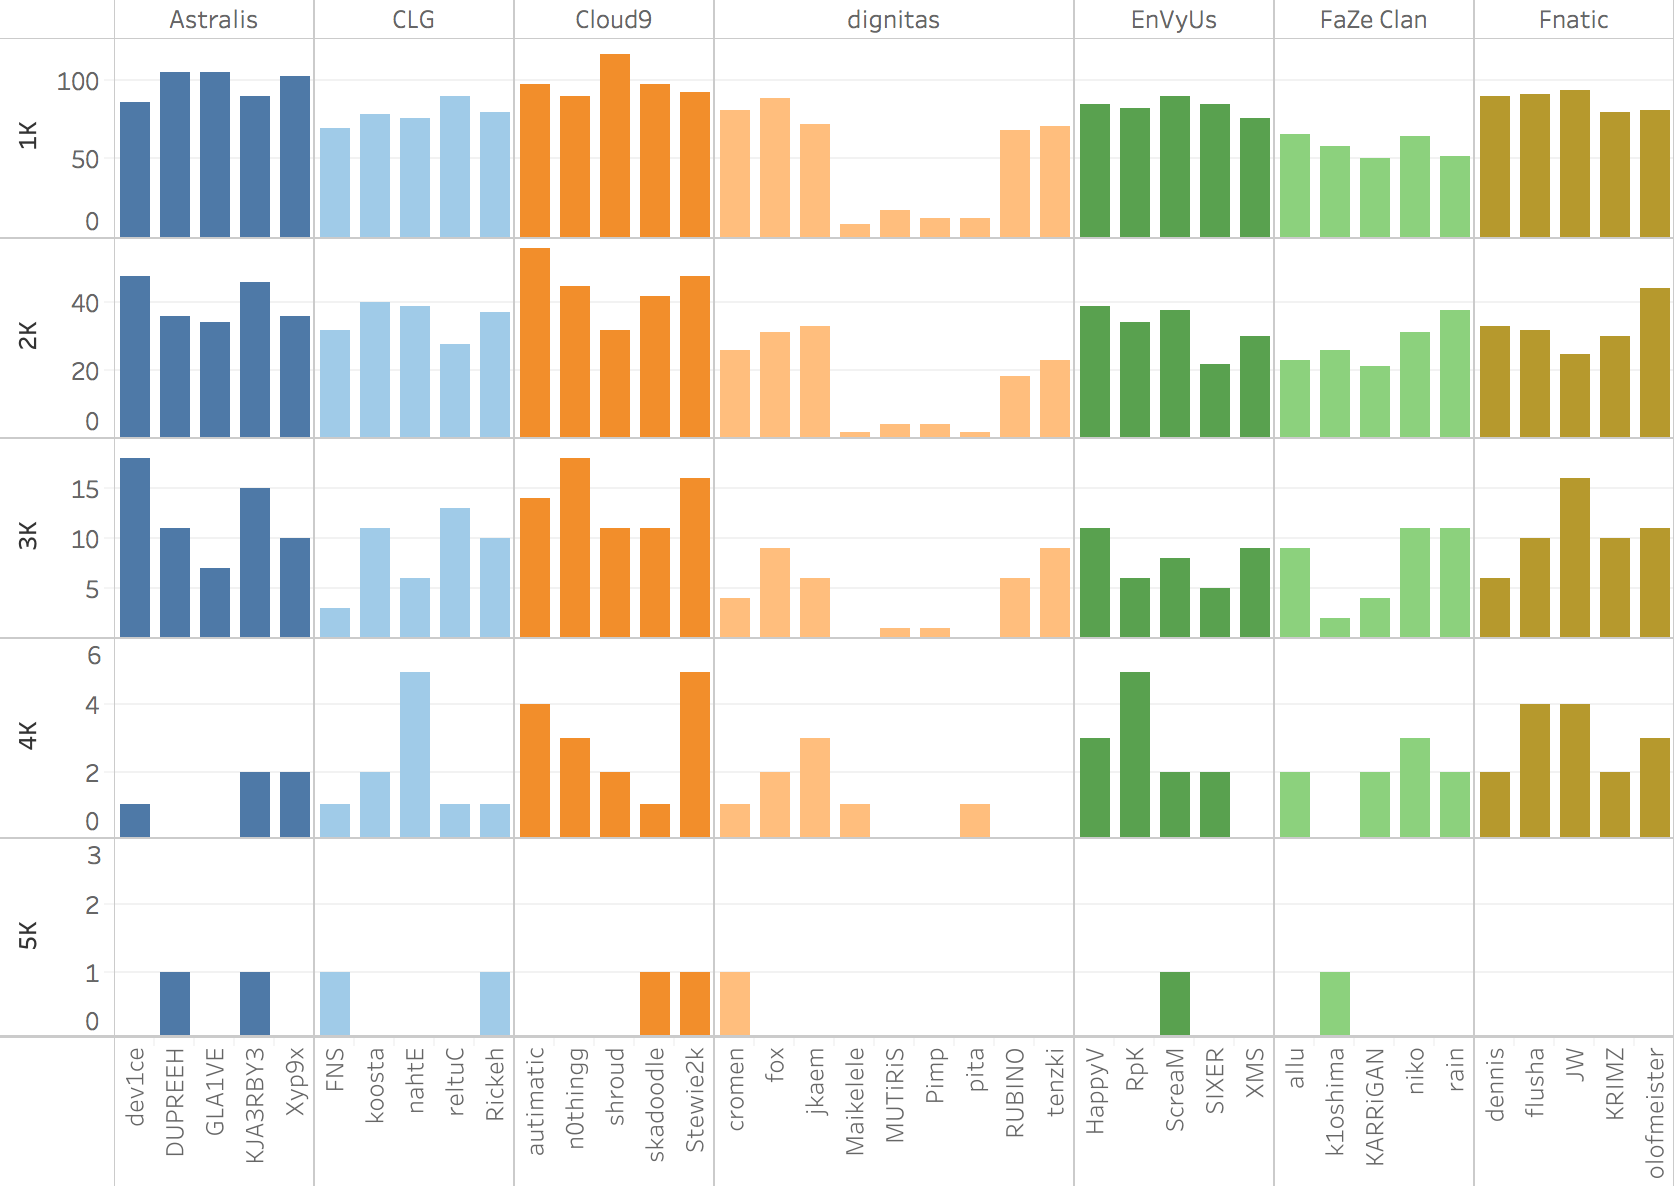 Astralis CLG Cloud9 dignitas EnVyUs FaZe Clan Fnatic
1K
100
50
0
2K
40
20
0
3K
15
10
5
4K
6
4
2
0
5K
3
2
1
0
dev1ce DUPREEH GLA1VE KJA3RBY3 Xyp9x FNS koosta nahtE reltuC Rickeh autimatic n0thingg shroud skadoodle Stewie2k cromen fox jkaem Maikelele MUTiRiS Pimp pita RUBINO tenzki HappyV RpK ScreaM SIXER XMS allu k1oshima KARRiGAN niko rain dennis flusha JW KRIMZ olofmeister